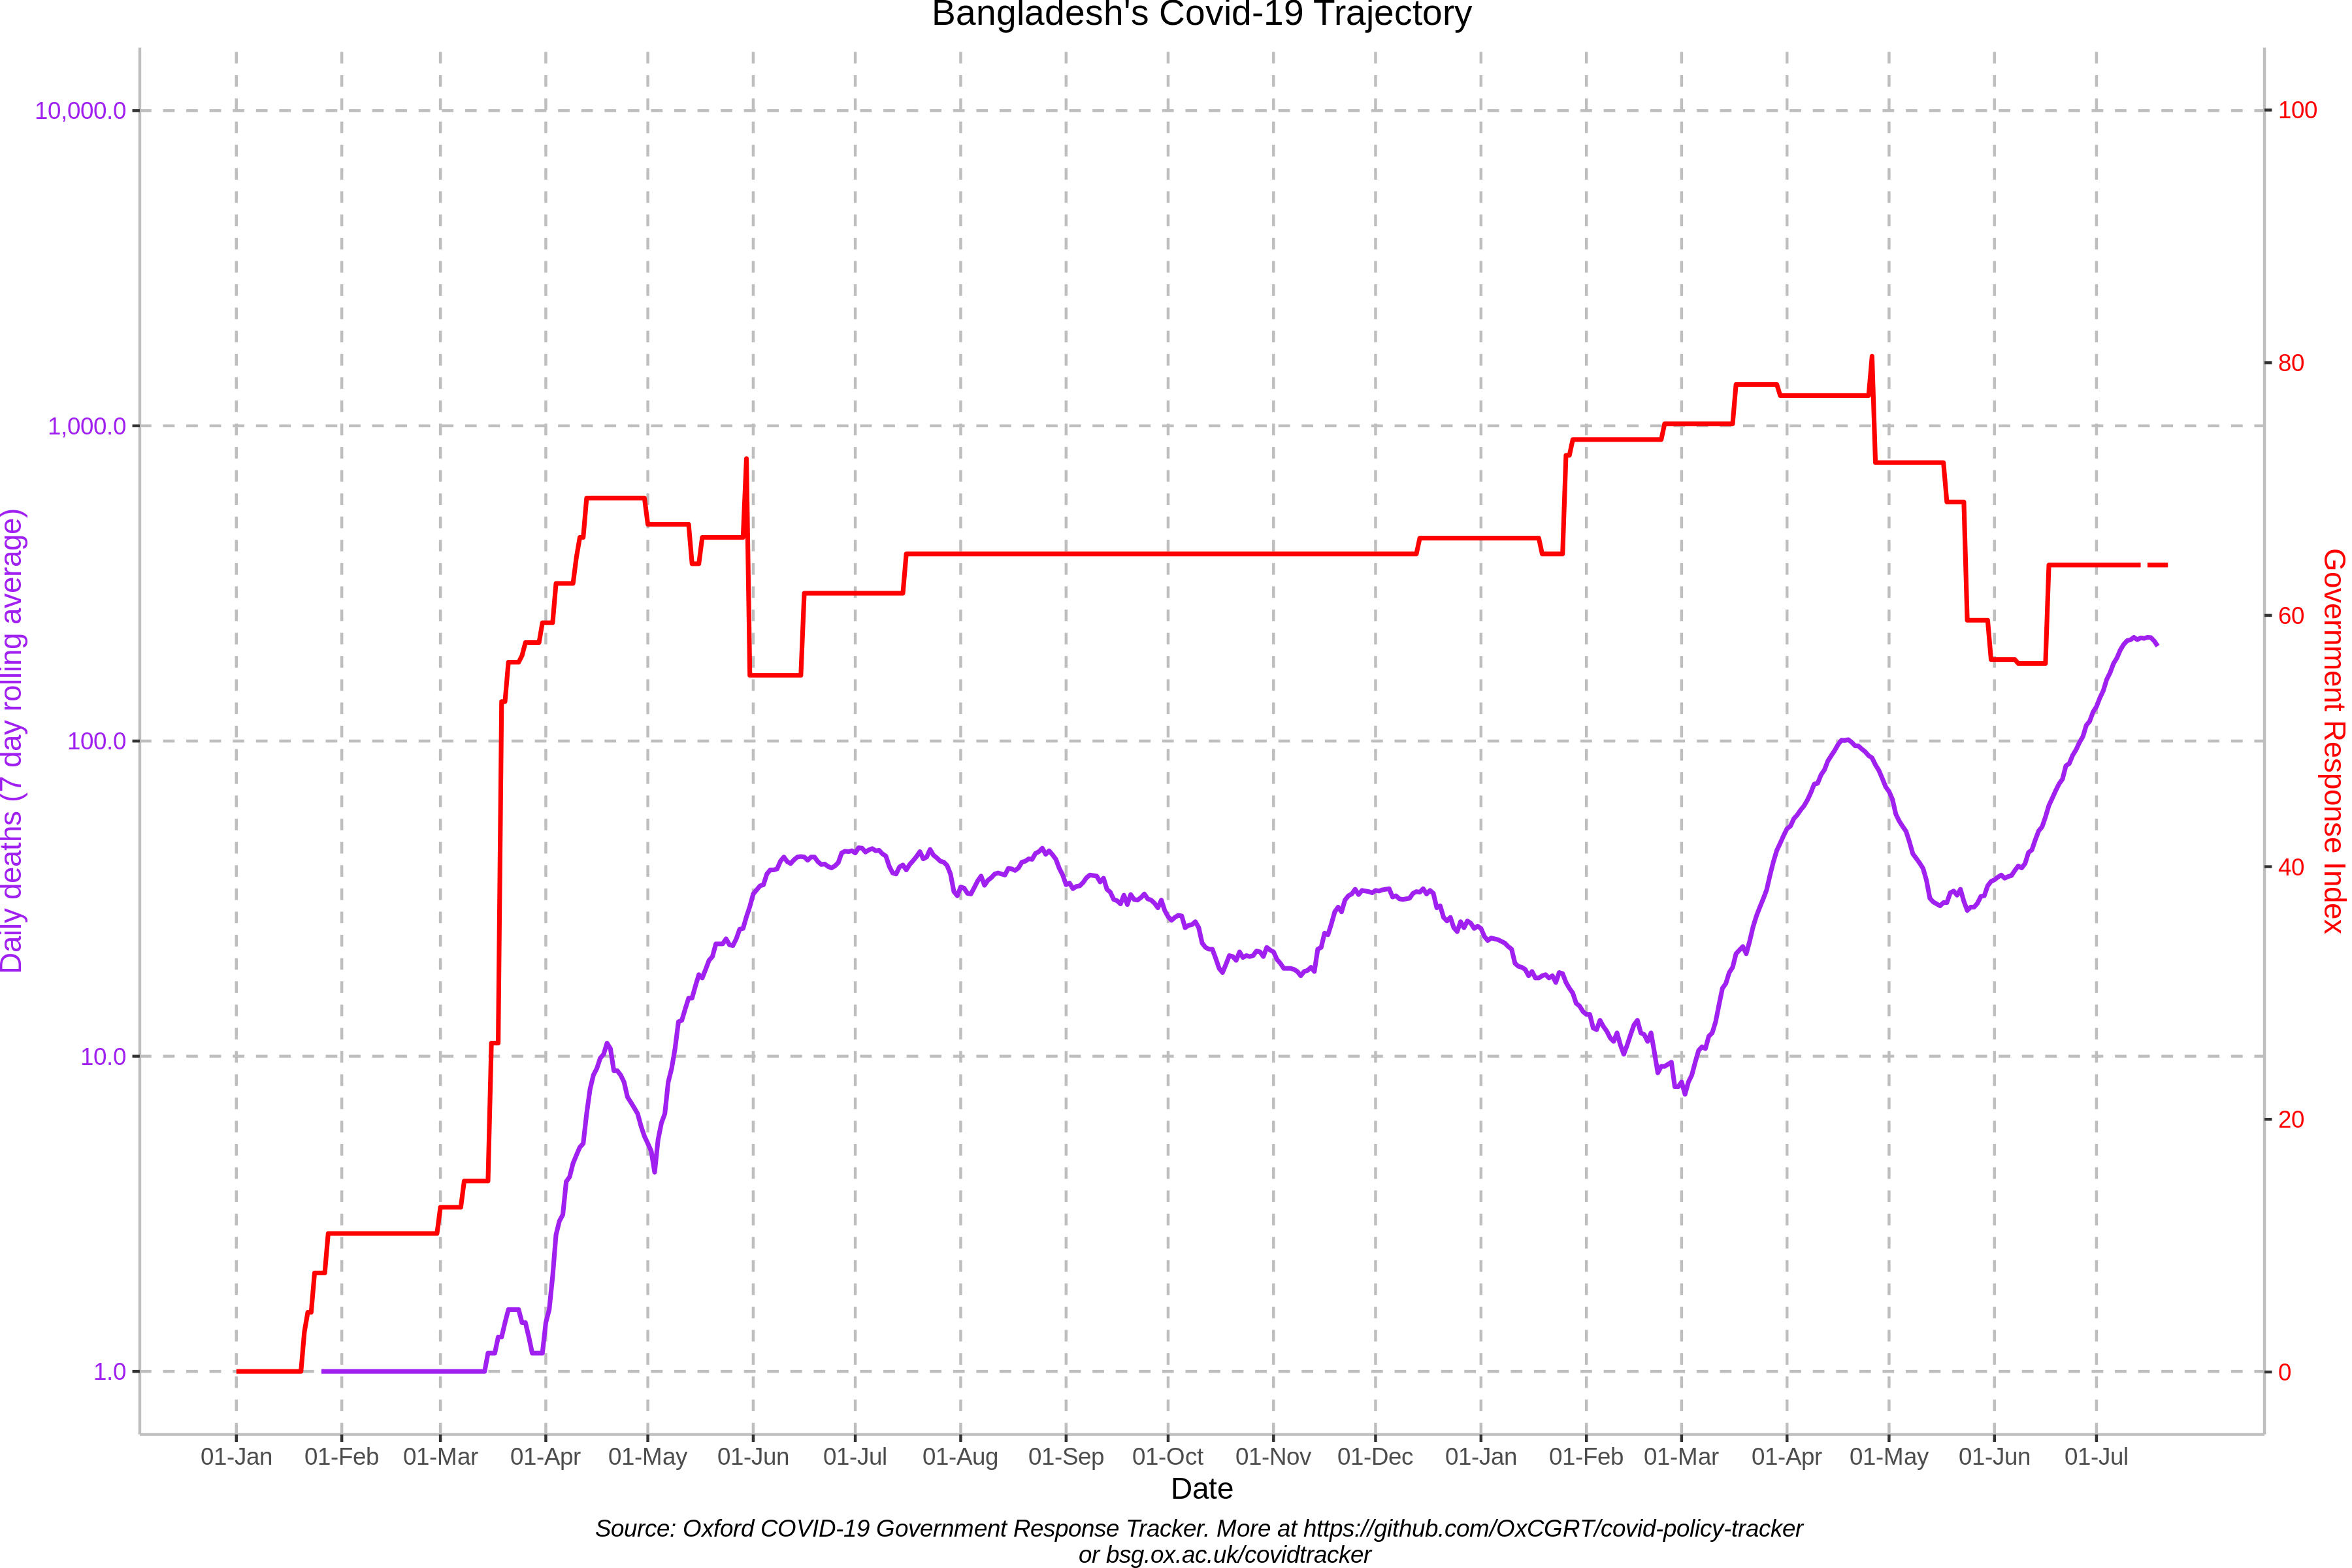 Bangladesh's Covid-19 Trajectory
10,000.0
1,000.0
100.0
10.0
1.0
Daily deaths (7 day rolling average)
100
80
60
40
20
0
Government Response Index
01-Jan 01-Feb 01-Mar 01-Apr 01-May 01-Jun 01-Jul 01-Aug 01-Sep 01-Oct 01-Nov 01-Dec 01-Jan 01-Feb 01-Mar 01-Apr 01-May 01-Jun 01-Jul
Date
Source: Oxford COVID-19 Government Response Tracker. More at https://github.com/OxCGRT/covid-policy-tracker
or bsg.ox.ac.uk/covidtracker